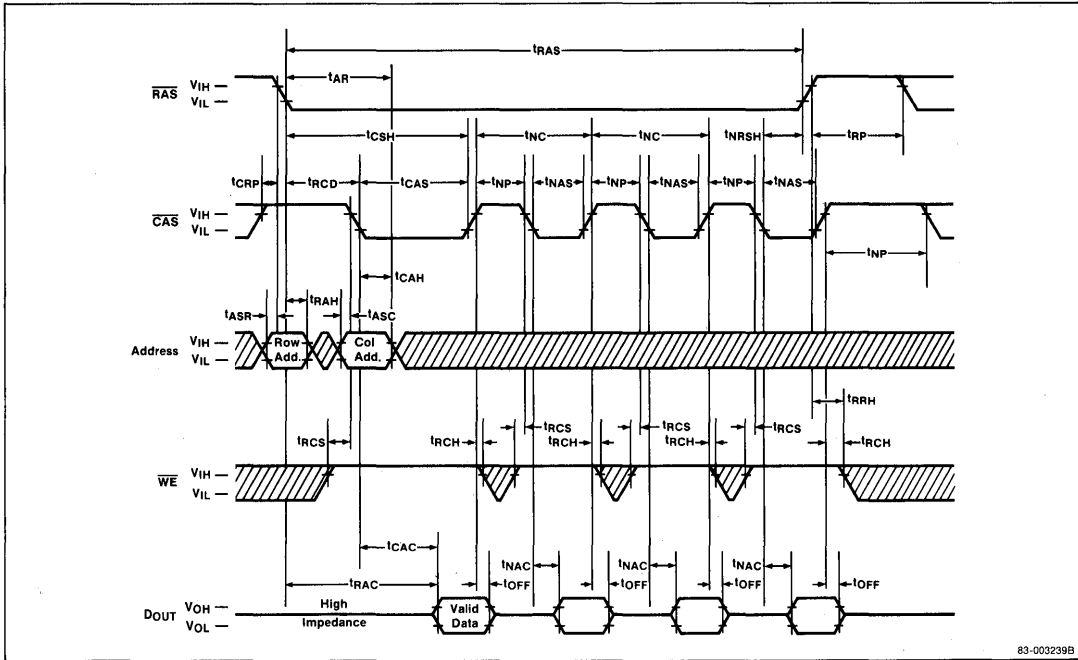 tRAS
tAR
RAS VIH
VIL
tCSH tNC tNC tNRSH tRP
tCRP tRCD tCAS tNP tNAS tNP tNAS tNP tNAS
CAS VIH
VIL
tCAH tNP
tRAH
tASR tASC
Address VIH
VIL
Row Add.
Col Add.
tRRH
tRCS tRCH tRCS tRCH tRCS tRCH tRCS tRCH
WE VIH
VIL
tCAC
tNAC tNAC tNAC
tRAC tOFF tOFF tOFF tOFF
DOUT VOH
VOL
High Impedance
Valid Data
83-003239B